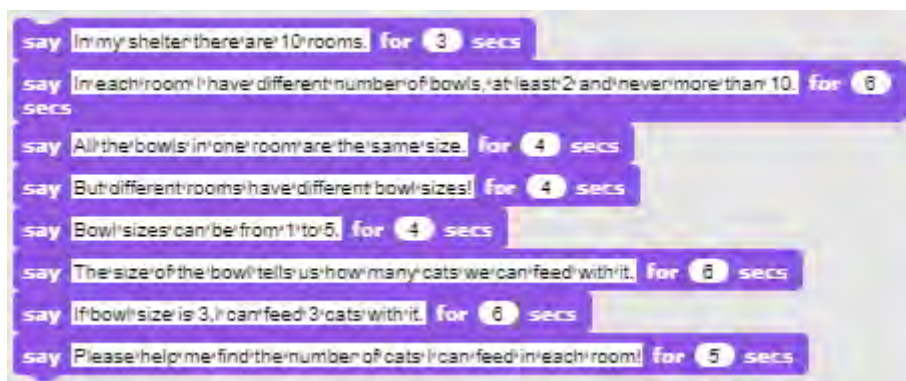 say In my shelter there are 10 rooms. for 3 secs
say In each room I have different number of bowls, at least 2 and never more than 10. for 6
secs
say All the bowls in one room are the same size. for 4 secs
say But different rooms have different bowl sizes! for 4 secs
say Bowl sizes can be from 1 to 5. for 4 secs
say The size of the bowl tells us how many cats we can feed with it. for 6 secs
say If bowl size is 3, I can feed 3 cats with it. for 6 secs
say Please help me find the number of cats I can feed in each room! for 5 secs